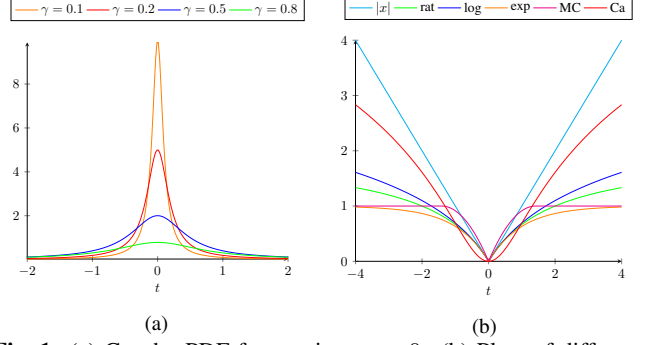 γ = 0.1 γ = 0.2 γ = 0.5 γ = 0.8
8
6
4
2
−2 −1 0 1 2
t
(a)
|x| rat log exp MC Ca
4
3
2
1
0
−4 −2 0 2 4
t
(b)